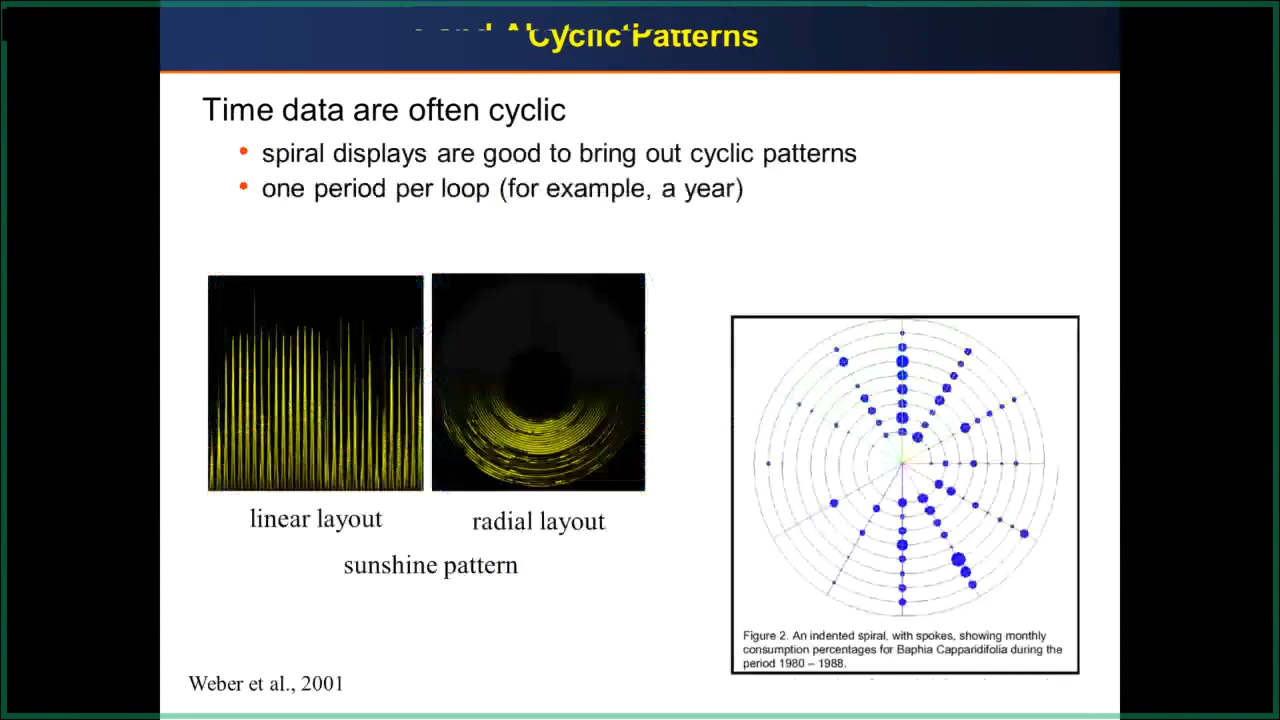 Cyclic Patterns
Time data are often cyclic
• spiral displays are good to bring out cyclic patterns
• one period per loop (for example, a year)
linear layout
radial layout
sunshine pattern
Figure 2. An indented spiral, with spokes, showing monthly
consumption percentages for Baphia Capparidifolia during the
period 1980 – 1988.
Weber et al., 2001